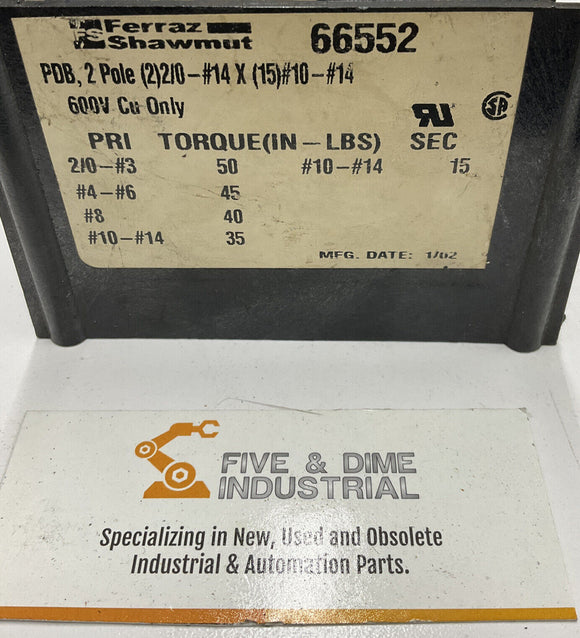 FS Ferraz Shawmut 66552
PDB, 2 Pole (2)2/0-#14 X (15)#10-#14
600V Cu Only
PRI TORQUE(IN-LBS) SEC
2/0-#3 50 #10-#14 15
#4-#6 45
#8 40
#10-#14 35
MFG. DATE: 1/02
FIVE & DIME
INDUSTRIAL
Specializing in New, Used and Obsolete
Industrial & Automation Parts.